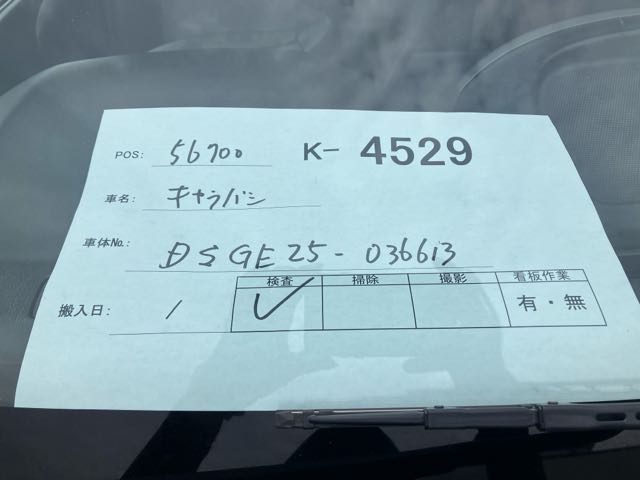 POS: 56700 K- 4529
車名: キャラバン
車体No.: DSGE25-036613
検査 掃除 撮影 看板作業
搬入日: / ✓ 有・無